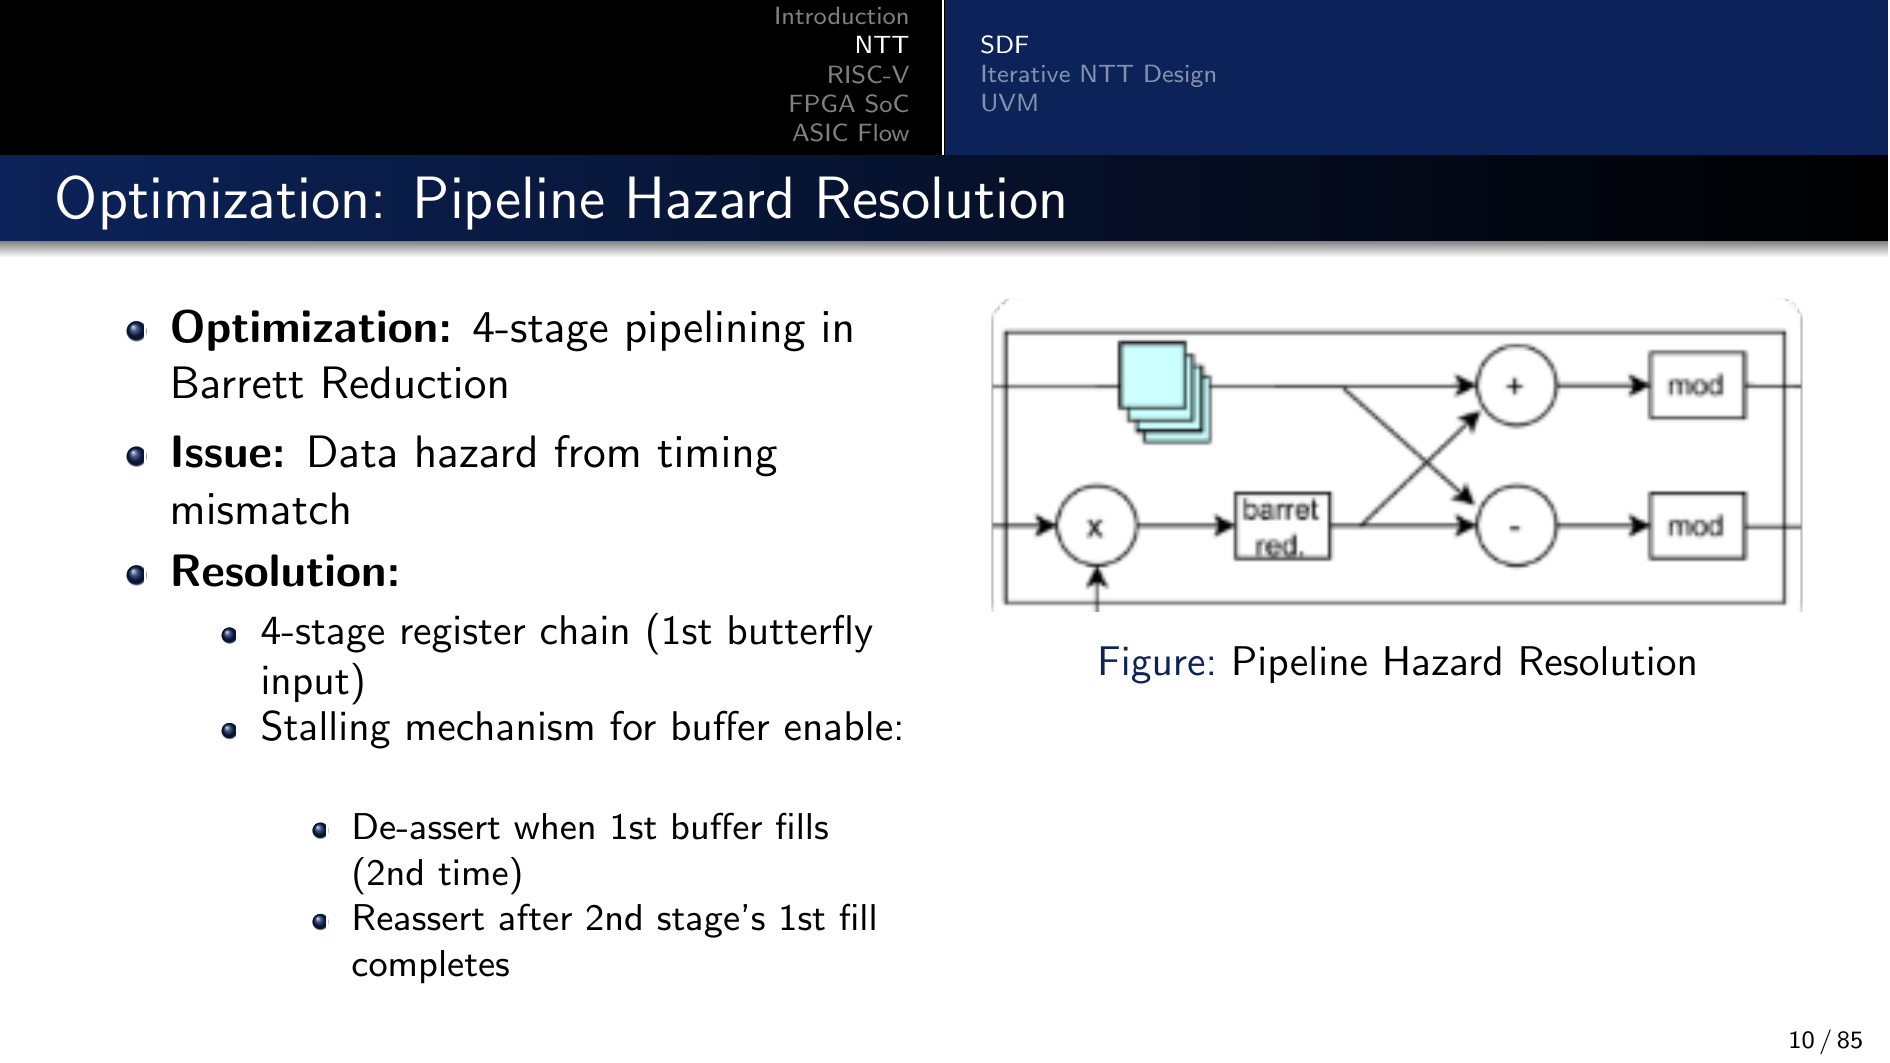 Introduction
NTT
RISC-V
FPGA SoC
ASIC Flow
SDF
Iterative NTT Design
UVM
Optimization: Pipeline Hazard Resolution
Optimization: 4-stage pipelining in
Barrett Reduction
Issue: Data hazard from timing
mismatch
Resolution:
4-stage register chain (1st butterfly
input)
Stalling mechanism for buffer enable:
De-assert when 1st buffer fills
(2nd time)
Reassert after 2nd stage's 1st fill
completes
+
mod
x
barret
red.
-
mod
Figure: Pipeline Hazard Resolution
10 / 85